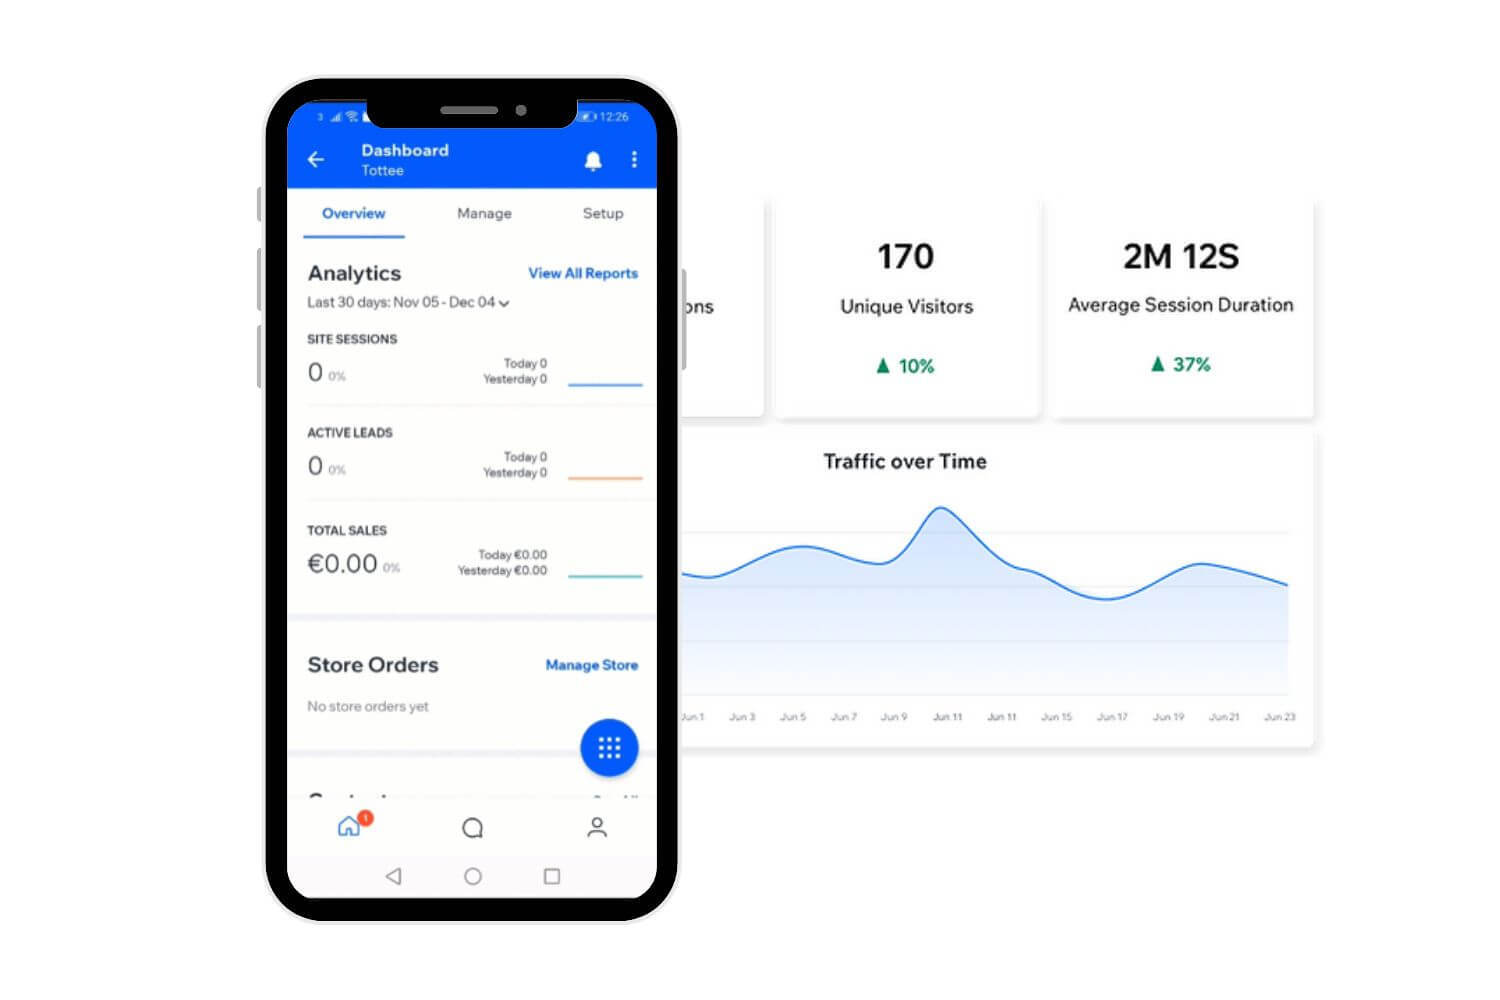 3
12:26
Dashboard
Tottee
Overview Manage Setup
Analytics View All Reports
Last 30 days: Nov 05 - Dec 04
SITE SESSIONS
0 0%
Today 0
Yesterday 0
ACTIVE LEADS
0 0%
Today 0
Yesterday 0
TOTAL SALES
€0.00 0%
Today €0.00
Yesterday €0.00
Store Orders Manage Store
No store orders yet
1
ons
170
Unique Visitors
▲ 10%
2M 12S
Average Session Duration
▲ 37%
Traffic over Time
Jun 1 Jun 3 Jun 5 Jun 7 Jun 9 Jun 11 Jun 11 Jun 15 Jun 17 Jun 19 Jun 21 Jun 23